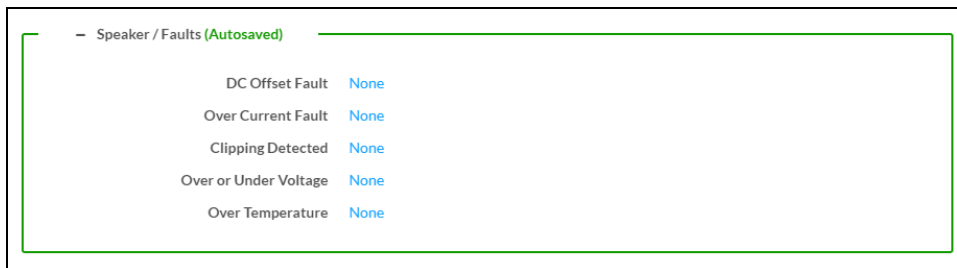 – Speaker / Faults (Autosaved)
DC Offset Fault None
Over Current Fault None
Clipping Detected None
Over or Under Voltage None
Over Temperature None